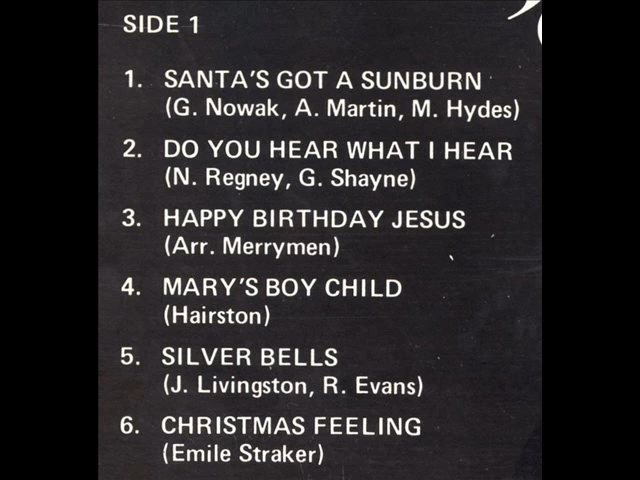 SIDE 1
1. SANTA'S GOT A SUNBURN
(G. Nowak, A. Martin, M. Hydes)
2. DO YOU HEAR WHAT I HEAR
(N. Regney, G. Shayne)
3. HAPPY BIRTHDAY JESUS
(Arr. Merrymen)
4. MARY'S BOY CHILD
(Hairston)
5. SILVER BELLS
(J. Livingston, R. Evans)
6. CHRISTMAS FEELING
(Emile Straker)